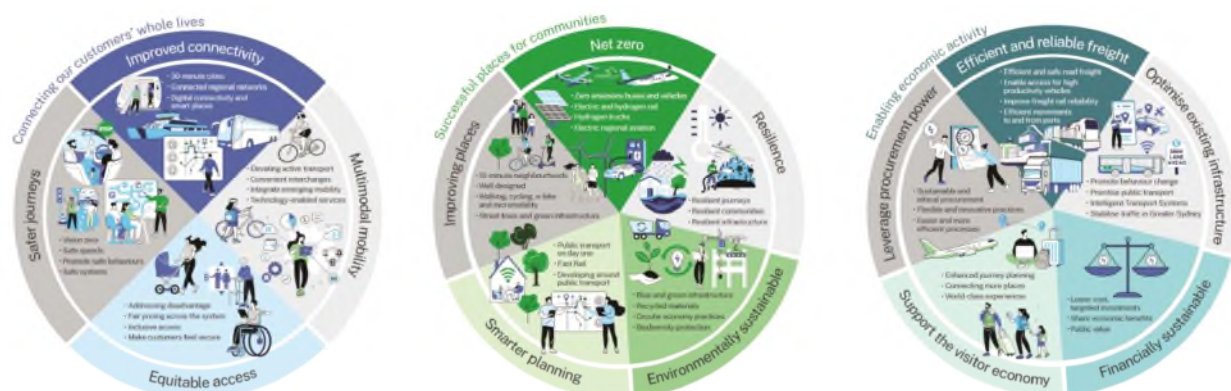 Connecting our customers' whole lives
Improved connectivity
• 30-minute cities
• Connected regional networks
• Digital connectivity and
smart places
STOP
Safer journeys
• Vision zero
• Safe speeds
• Promote safe behaviours
• Safe systems
Multimodal mobility
• Elevating active transport
• Convenient interchanges
• Integrate emerging mobility
• Technology-enabled services
• Addressing disadvantage
• Fair pricing across the system
• Inclusive access
• Make customers feel secure
Equitable access
Successful places for communities
Net zero
• Zero emissions buses and vehicles
• Electric and hydrogen rail
• Hydrogen trucks
• Electric regional aviation
Improving places
• 15-minute neighbourhoods
• Well designed
• Walking, cycling, e-bike
and micromobility
• Street trees and green infrastructure
Resilience
• Resilient journeys
• Resilient communities
• Resilient infrastructure
• Public transport
on day one
• Fast Rail
• Developing around
public transport
Smarter planning
• Blue and green infrastructure
• Recycled materials
• Circular economy practices
• Biodiversity protection
Environmentally sustainable
Enabling economic activity
Efficient and reliable freight
• Efficient and safe road freight
• Enable access for high
productivity vehicles
• Improve freight rail reliability
• Efficient movements
to and from ports
Leverage procurement power
• Sustainable and
ethical procurement
• Flexible and innovative practices
• Easier and more
efficient processes
Optimise existing infrastructure
LANE
AHEAD
• Promote behaviour change
• Prioritise public transport
• Intelligent Transport Systems
• Stabilise traffic in Greater Sydney
• Enhanced journey planning
• Connecting more places
• World-class experiences
Support the visitor economy
• Lower cost,
targeted investments
• Share economic benefits
• Public value
Financially sustainable